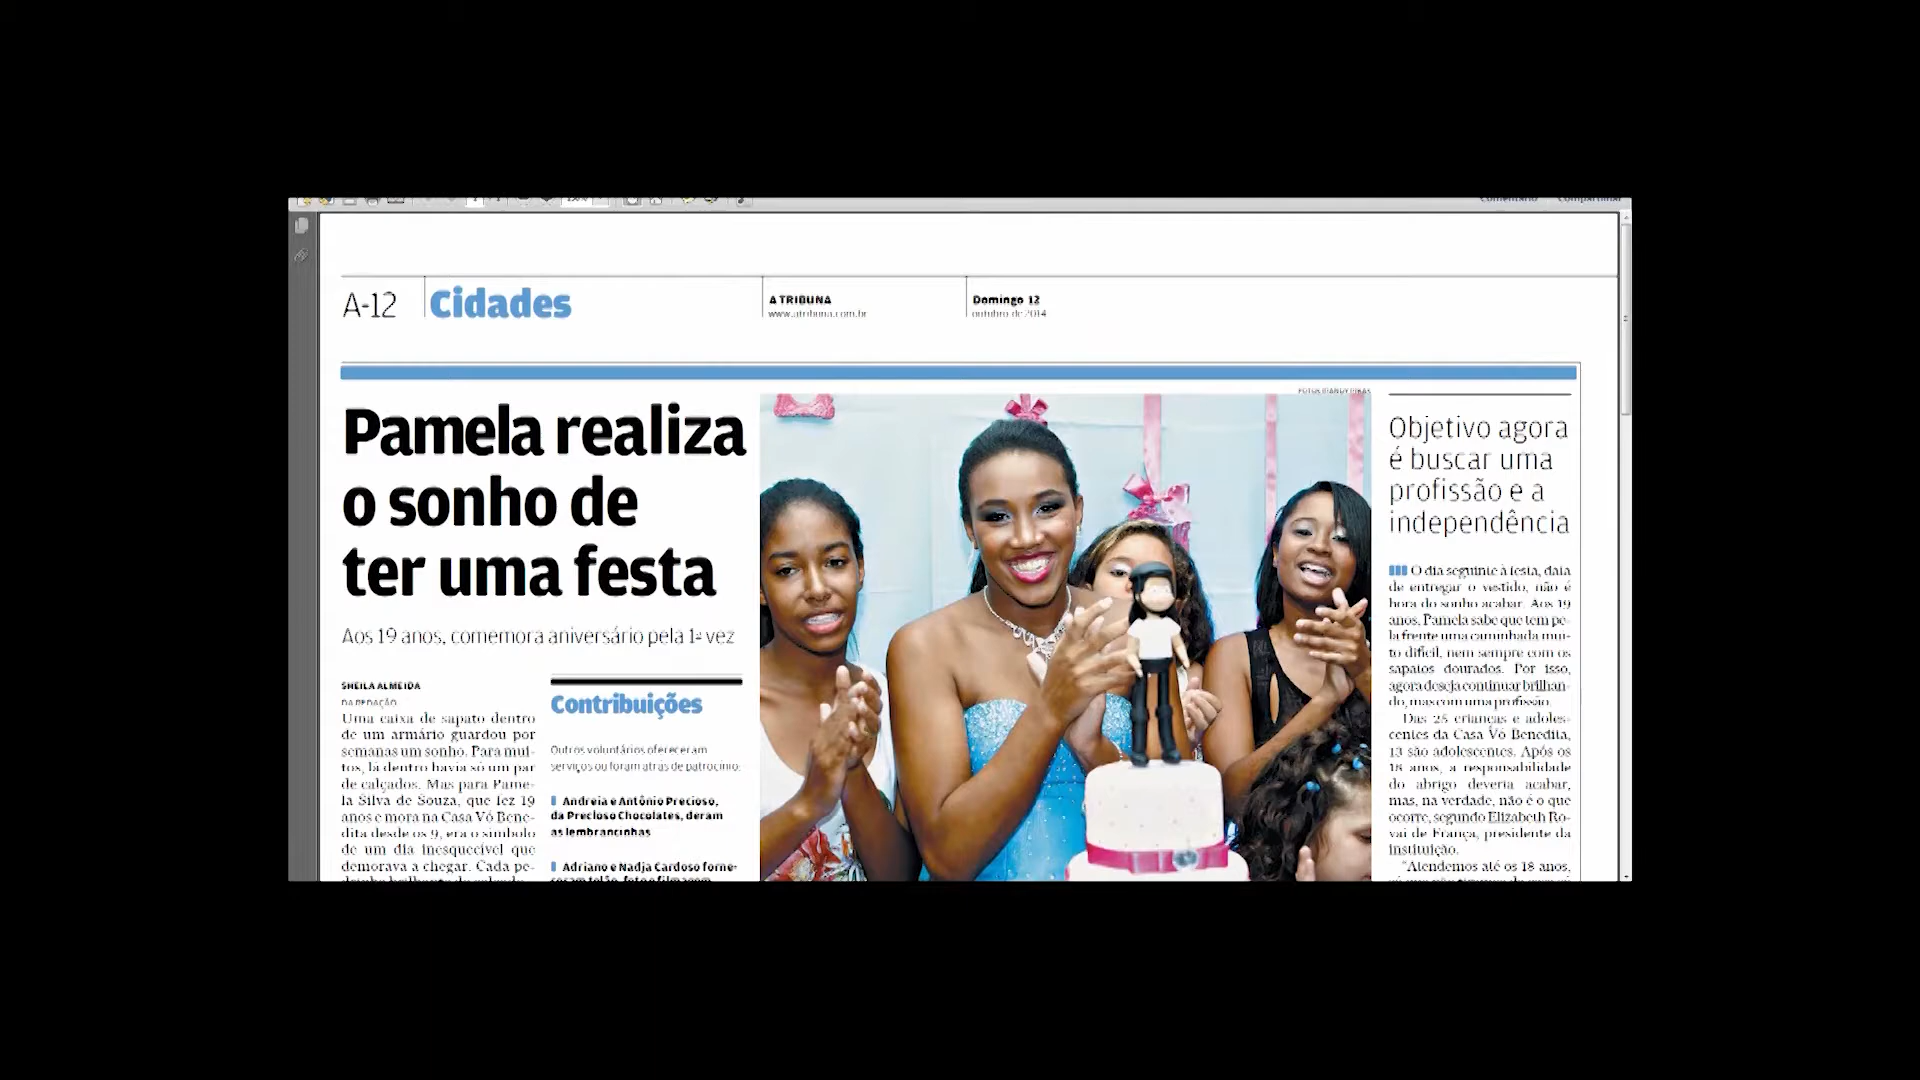 Comentário Compartilhar
A-12
Cidades
A TRIBUNA
www.atribuna.com.br
Domingo 12
outubro de 2014
Pamela realiza
o sonho de
ter uma festa
Aos 19 anos, comemora aniversário pela 1ª vez
SHEILA ALMEIDA
DA REDAÇÃO
Uma caixa de sapato dentro
de um armário guardou por
semanas um sonho. Para mui-
tos, lá dentro havia só um par
de calçados. Mas para Pame-
la Silva de Souza, que fez 19
anos e mora na Casa Vó Bene-
dita desde os 9, era o símbolo
de um dia inesquecível que
demorava a chegar. Cada pe-
Contribuições
Outros voluntários ofereceram
serviços ou foram atrás de patrocínio:
Andreia e Antônio Precioso,
da Precioso Chocolates, deram
as lembrancinhas
Adriano e Nadja Cardoso forne-
ceram telão, foto e filmagem
Objetivo agora
é buscar uma
profissão e a
independência
O dia seguinte à festa, data
de entregar o vestido, não é
hora do sonho acabar. Aos 19
anos, Pamela sabe que tem pe-
la frente uma caminhada mui-
to difícil, nem sempre com os
sapatos dourados. Por isso,
agora deseja continuar brilhan-
do, mas com uma profissão.
Das 25 crianças e adoles-
centes da Casa Vó Benedita,
13 são adolescentes. Após os
18 anos, a responsabilidade
do abrigo deveria acabar,
mas, na verdade, não é o que
ocorre, segundo Elizabeth Ro-
vai de França, presidente da
instituição.
"Atendemos até os 18 anos,